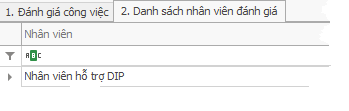 1. Đánh giá công việc 2. Danh sách nhân viên đánh giá
Nhân viên
ABC
Nhân viên hỗ trợ DIP